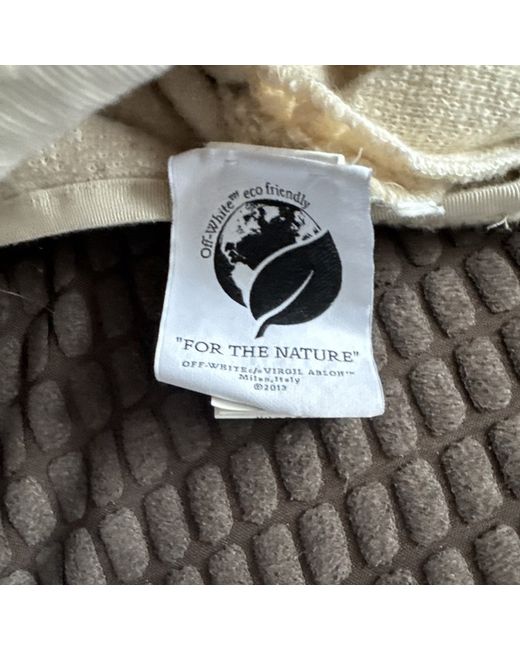 Off-White™ eco friendly
"FOR THE NATURE"
OFF-WHITE c/o VIRGIL ABLOH™
Milan, Italy
©2013